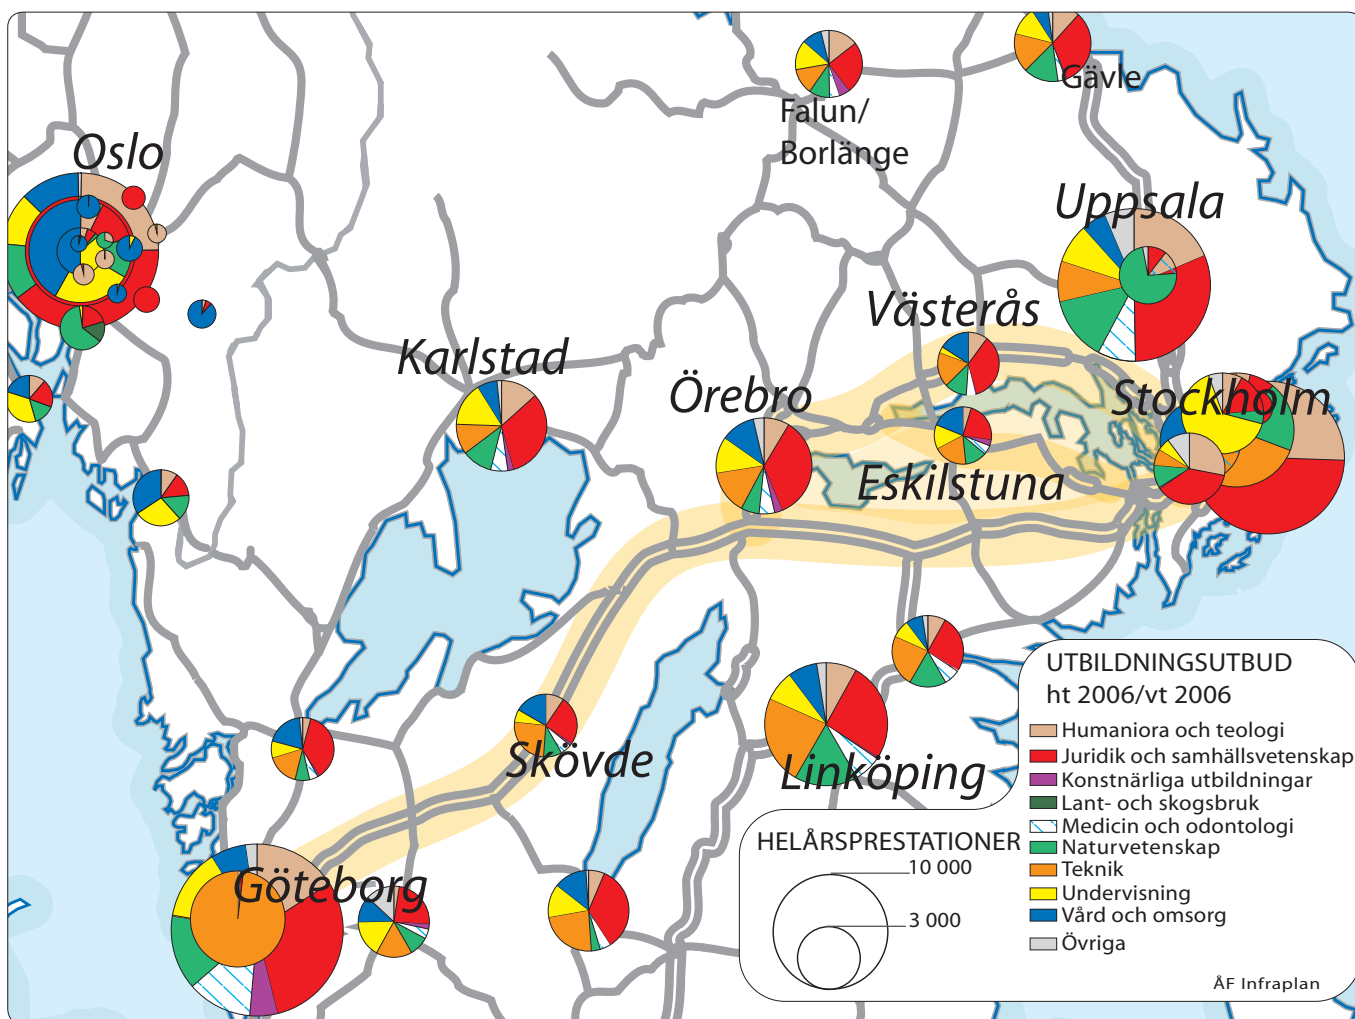 Gävle
Falun/
Borlänge
Oslo
Uppsala
Västerås
Karlstad
Örebro
Stockholm
Eskilstuna
Skövde
Linköping
Göteborg
UTBILDNINGSUTBUD
ht 2006/vt 2006
Humaniora och teologi
Juridik och samhällsvetenskap
Konstnärliga utbildningar
Lant- och skogsbruk
Medicin och odontologi
Naturvetenskap
Teknik
Undervisning
Vård och omsorg
Övriga
HELÅRSPRESTATIONER
10 000
3 000
ÅF Infraplan